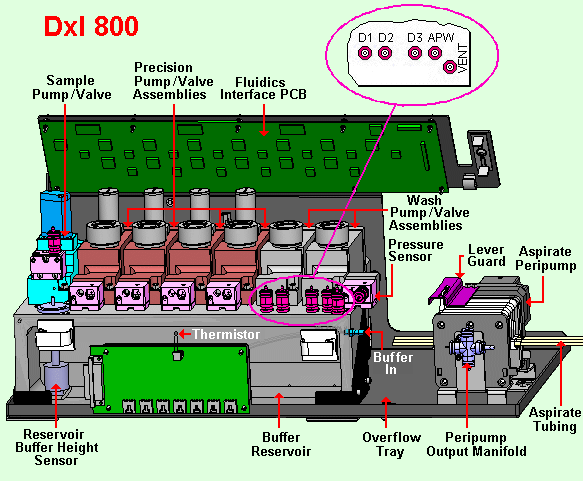 DxI 800
D1 D2 D3 APW
VENT
Sample
Pump/Valve
Precision
Pump/Valve
Assemblies
Fluidics
Interface PCB
Wash
Pump/Valve
Assemblies
Pressure
Sensor
Lever
Guard
Aspirate
Peripump
Thermistor
Buffer
In
Reservoir
Buffer Height
Sensor
Buffer
Reservoir
Overflow
Tray
Peripump
Output Manifold
Aspirate
Tubing